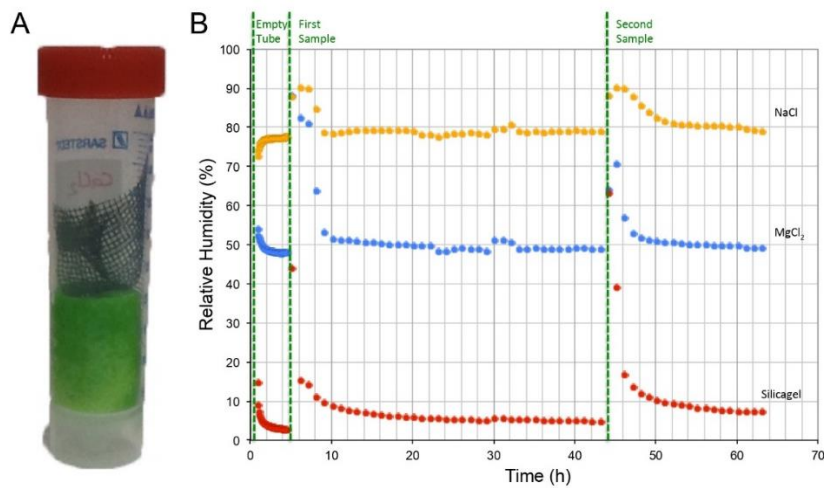 A
B
SARSTEDT
CaCl2
Empty
Tube
First
Sample
Second
Sample
100
90
80
70
60
50
40
30
20
10
0
Relative Humidity (%)
NaCl
MgCl₂
Silicagel
0 10 20 30 40 50 60 70
Time (h)